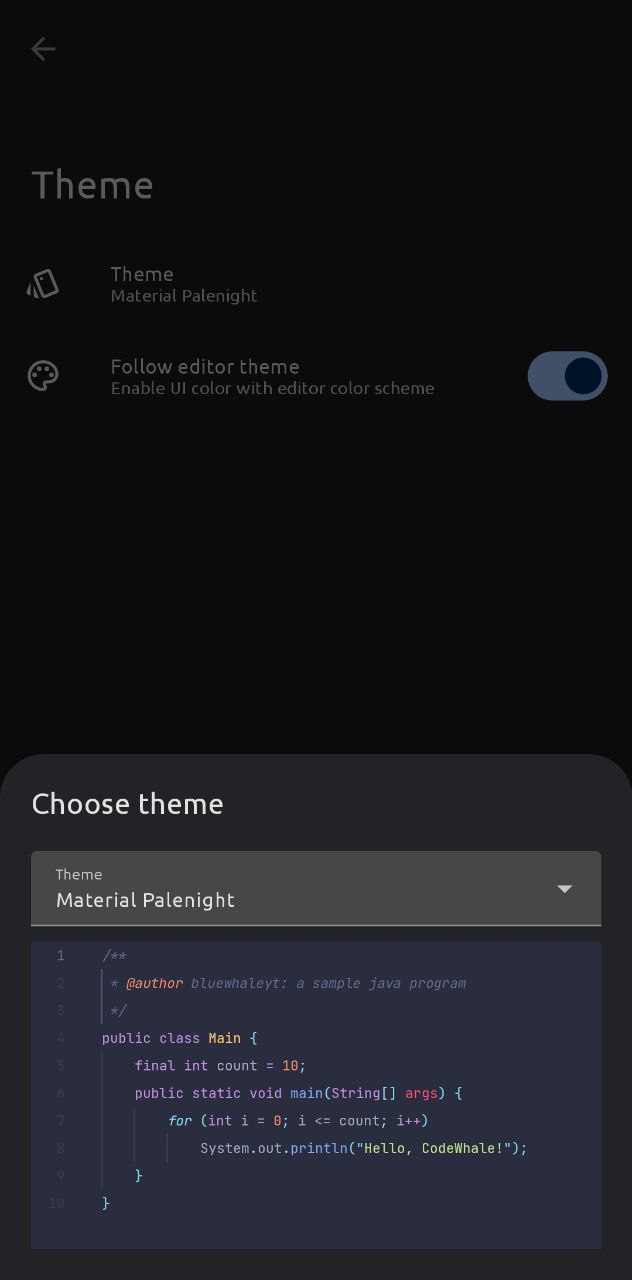 Theme
Theme
Material Palenight
Follow editor theme
Enable UI color with editor color scheme
Choose theme
Theme
Material Palenight
1 /**
2 * @author bluewhaleyt: a sample java program
3 */
4 public class Main {
5 final int count = 10;
6 public static void main(String[] args) {
7 for (int i = 0; i <= count; i++)
8 System.out.println("Hello, CodeWhale!");
9 }
10 }